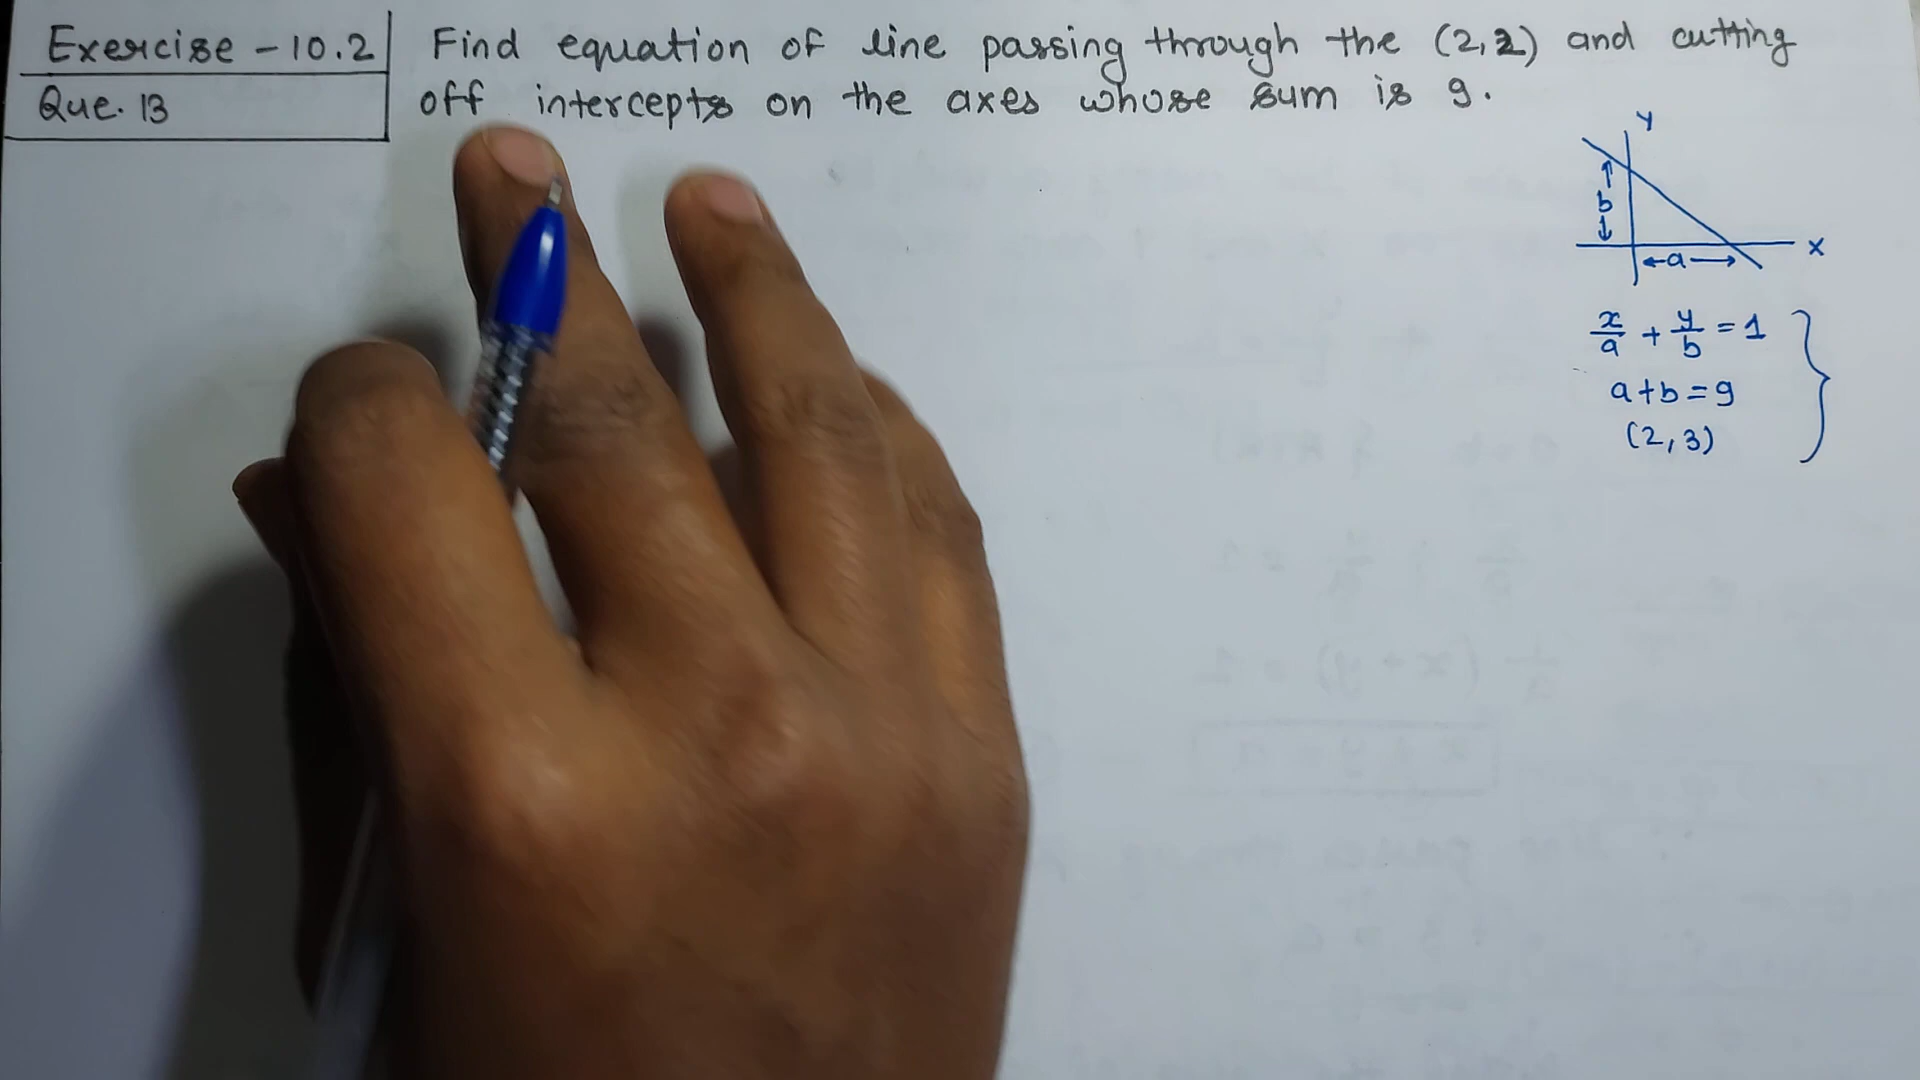 Exercise - 10.2
Que. 13
Find equation of line passing through the (2,2) and cutting
off intercepts on the axes whose sum is 9.
y
b
x
a
x/a + y/b = 1
a+b=9
(2,3)